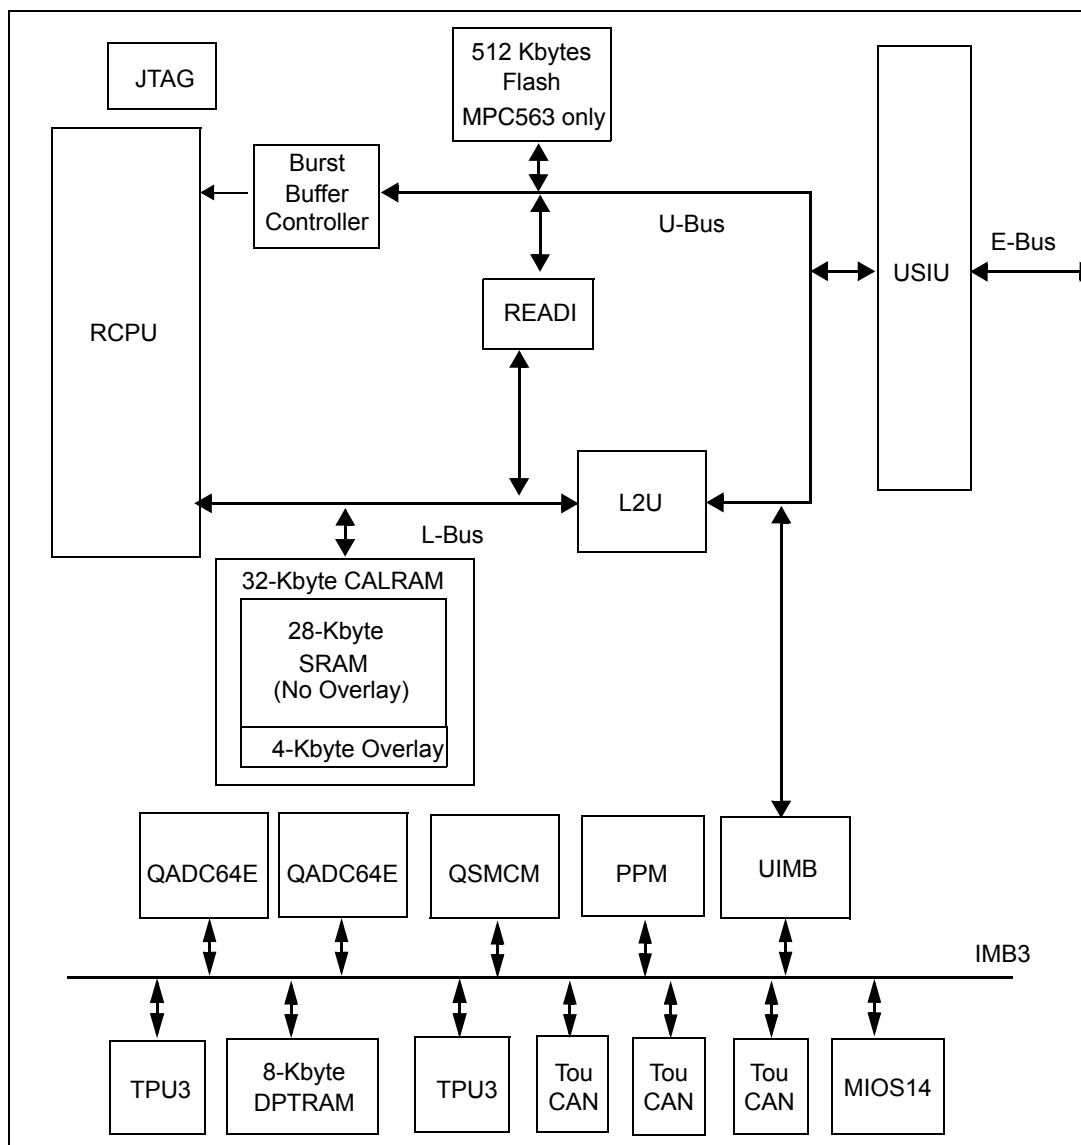 JTAG
512 Kbytes
Flash
MPC563 only
Burst
Buffer
Controller
U-Bus
E-Bus
USIU
READI
RCPU
L2U
L-Bus
32-Kbyte CALRAM
28-Kbyte
SRAM
(No Overlay)
4-Kbyte Overlay
QADC64E
QADC64E
QSMCM
PPM
UIMB
IMB3
TPU3
8-Kbyte
DPTRAM
TPU3
Tou
CAN
Tou
CAN
Tou
CAN
MIOS14